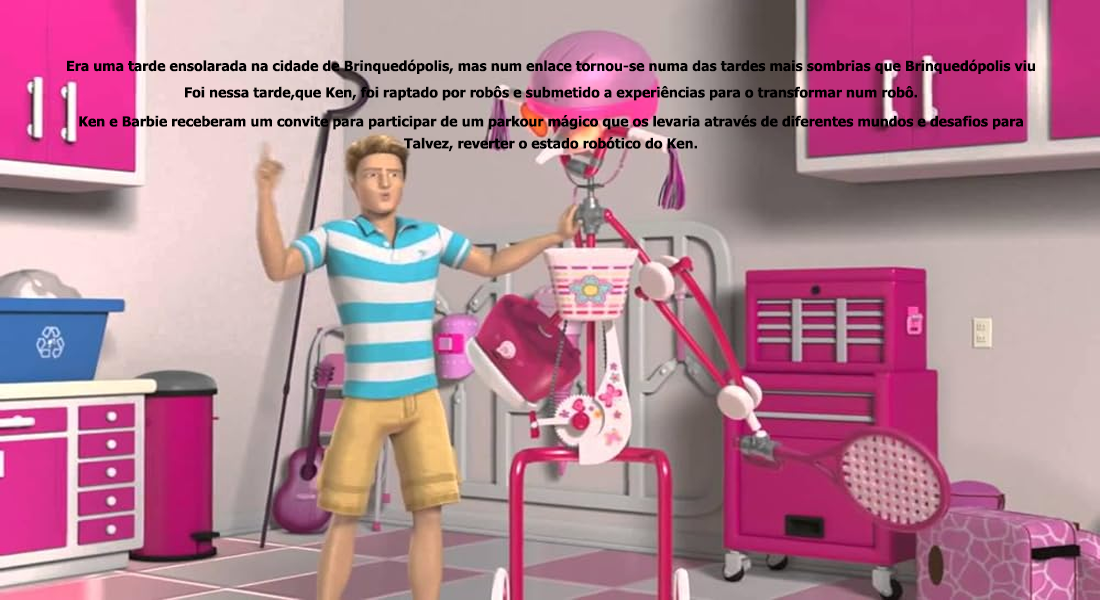 Era uma tarde ensolarada na cidade de Brinquedópolis, mas num enlace tornou-se numa das tardes mais sombrias que Brinquedópolis viu
Foi nessa tarde,que Ken, foi raptado por robôs e submetido a experiências para o transformar num robô.
Ken e Barbie receberam um convite para participar de um parkour mágico que os levaria através de diferentes mundos e desafios para
Talvez, reverter o estado robótico do Ken.